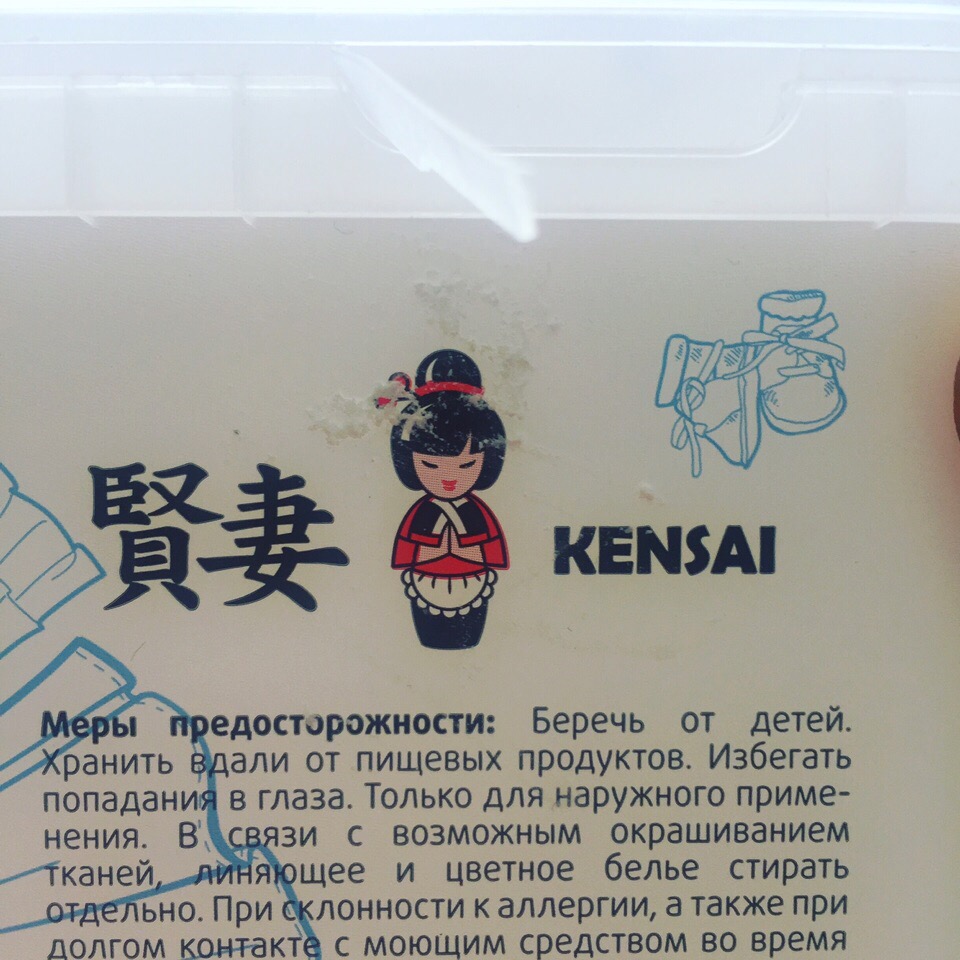 賢妻
KENSAI
Меры предосторожности: Беречь от детей.
Хранить вдали от пищевых продуктов. Избегать
попадания в глаза. Только для наружного приме-
нения. В связи с возможным окрашиванием
тканей, линяющее и цветное белье стирать
отдельно. При склонности к аллергии, а также при
долгом контакте с моющим средством во время